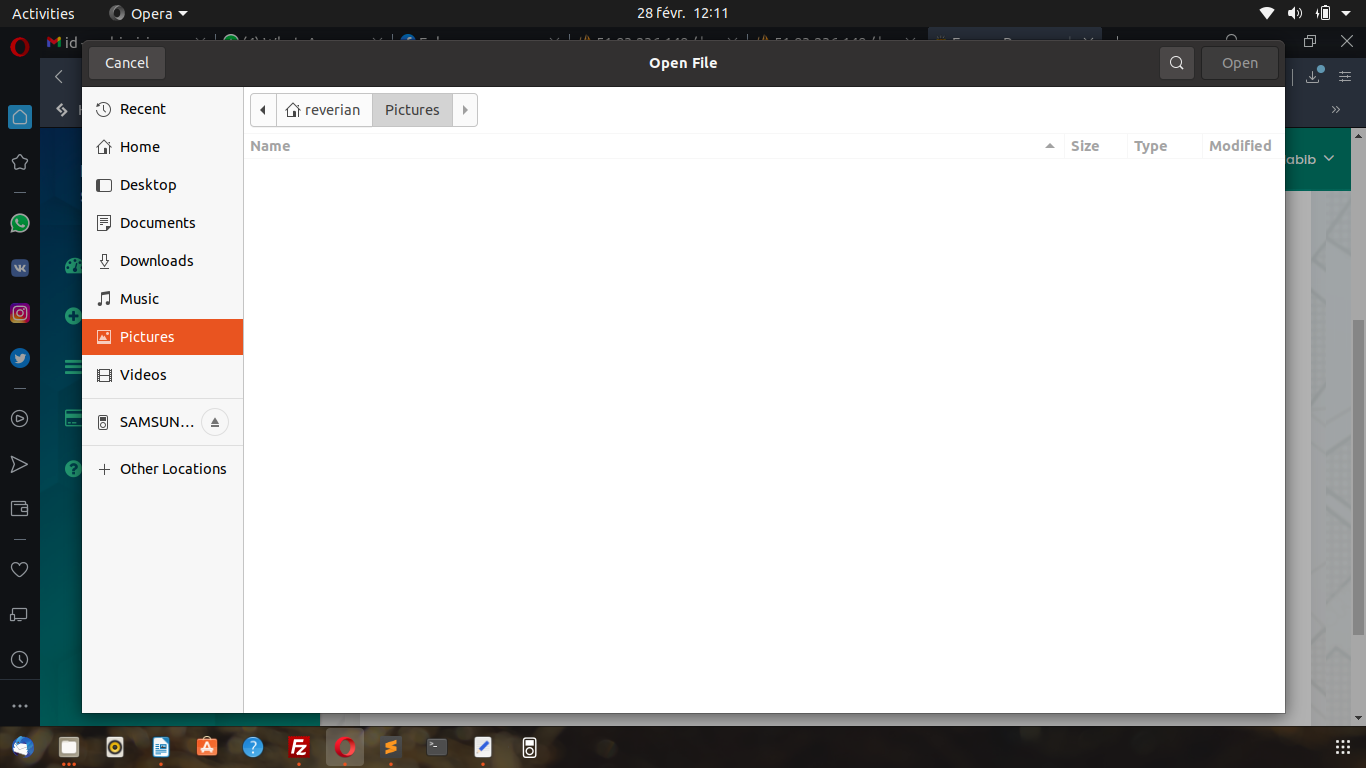 Activities
Opera
28 févr. 12:11
Cancel
Open File
Open
Recent
Home
Desktop
Documents
Downloads
Music
Pictures
Videos
SAMSUN...
Other Locations
reverian
Pictures
Name
Size
Type
Modified